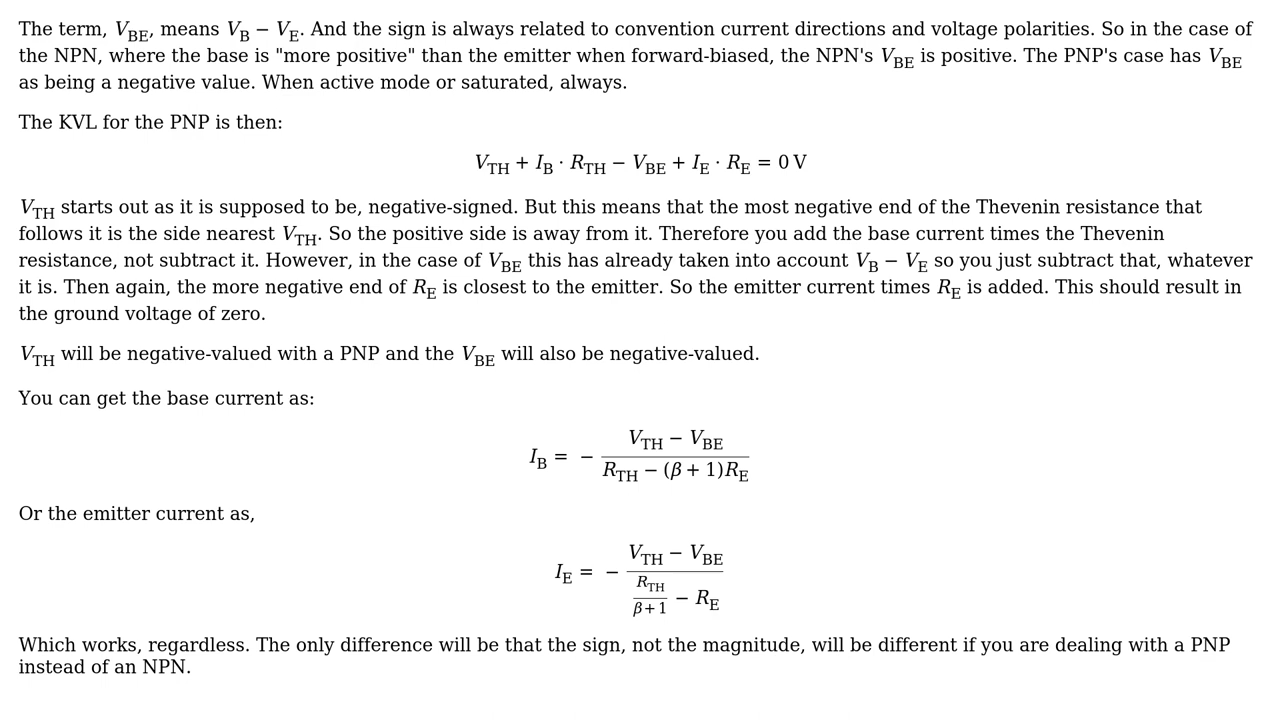 The term, V_BE, means V_B − V_E. And the sign is always related to convention current directions and voltage polarities. So in the case of
the NPN, where the base is "more positive" than the emitter when forward-biased, the NPN's V_BE is positive. The PNP's case has V_BE
as being a negative value. When active mode or saturated, always.
The KVL for the PNP is then:
V_TH + I_B · R_TH − V_BE + I_E · R_E = 0 V
V_TH starts out as it is supposed to be, negative-signed. But this means that the most negative end of the Thevenin resistance that
follows it is the side nearest V_TH. So the positive side is away from it. Therefore you add the base current times the Thevenin
resistance, not subtract it. However, in the case of V_BE this has already taken into account V_B − V_E so you just subtract that, whatever
it is. Then again, the more negative end of R_E is closest to the emitter. So the emitter current times R_E is added. This should result in
the ground voltage of zero.
V_TH will be negative-valued with a PNP and the V_BE will also be negative-valued.
You can get the base current as:
I_B = − (V_TH − V_BE) / (R_TH − (β + 1)R_E)
Or the emitter current as,
I_E = − (V_TH − V_BE) / (R_TH/(β+1) − R_E)
Which works, regardless. The only difference will be that the sign, not the magnitude, will be different if you are dealing with a PNP
instead of an NPN.